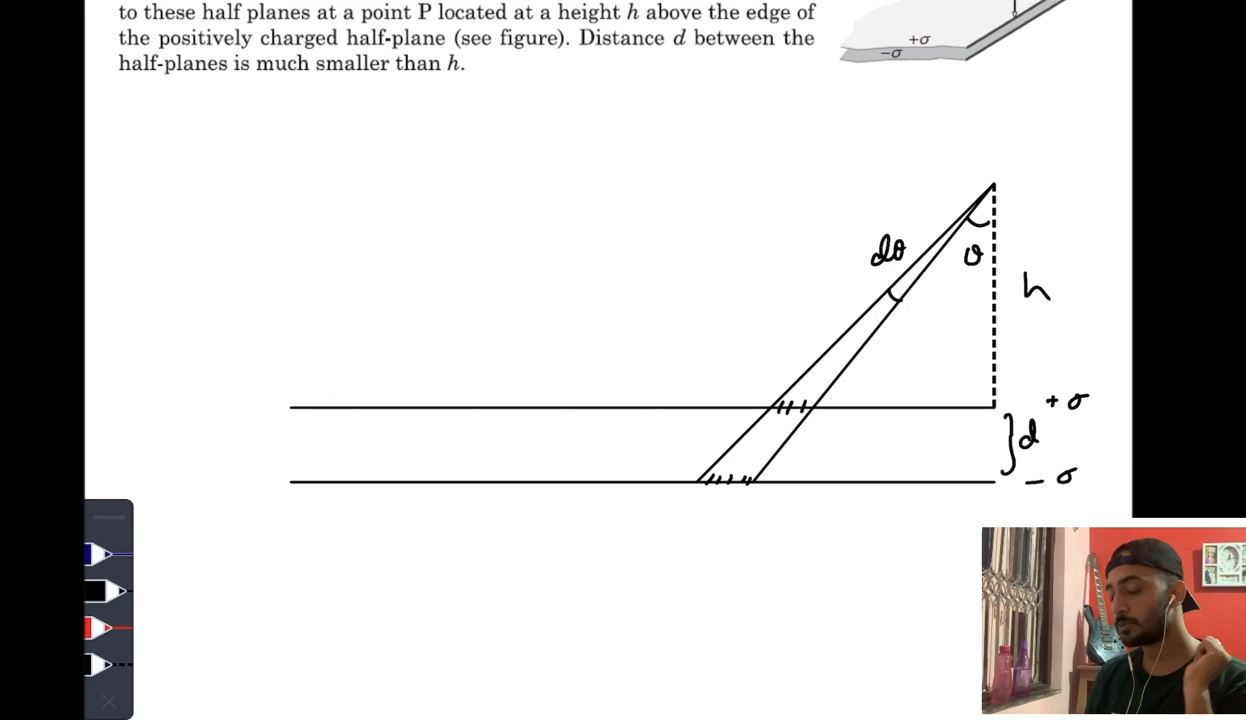 to these half planes at a point P located at a height h above the edge of
the positively charged half-plane (see figure). Distance d between the
half-planes is much smaller than h.
+σ
−σ
dθ
θ
h
+σ
d
−σ